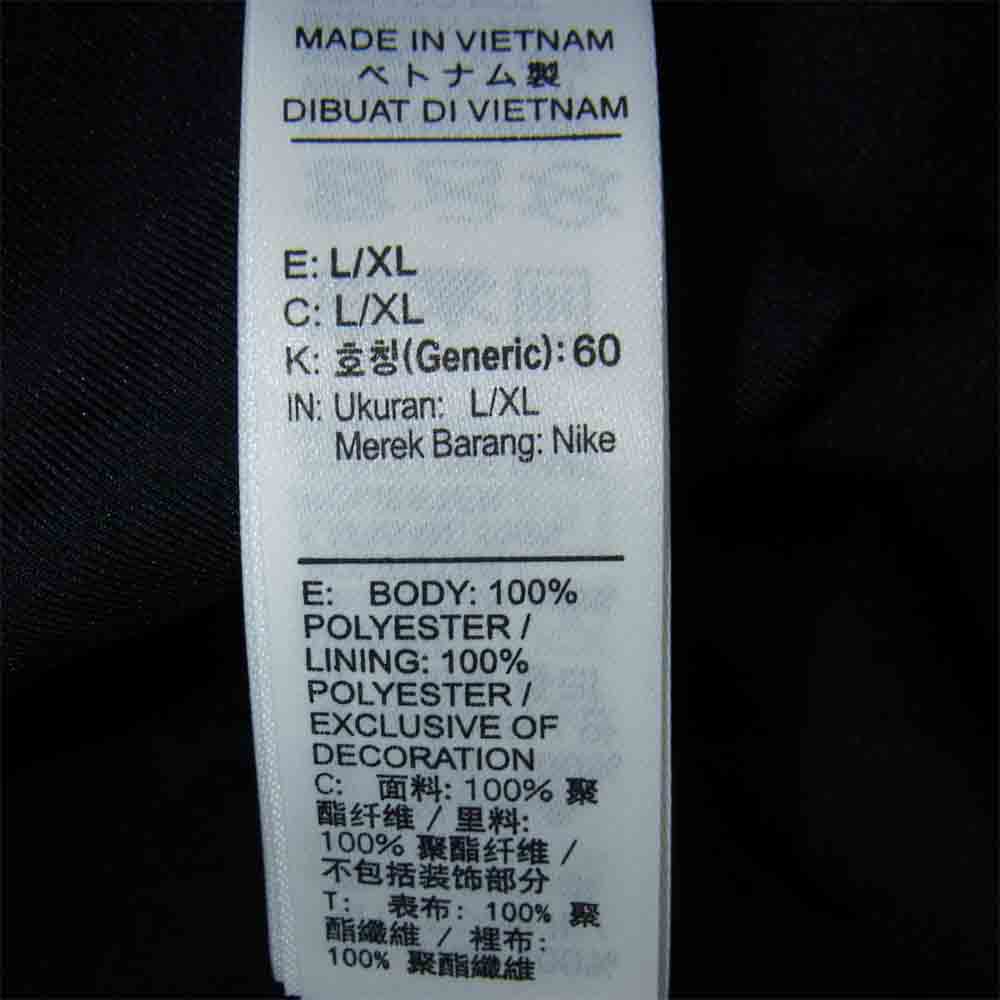 MADE IN VIETNAM
ベトナム製
DIBUAT DI VIETNAM
E: L/XL
C: L/XL
K: 호칭(Generic): 60
IN: Ukuran: L/XL
Merek Barang: Nike
E: BODY: 100%
POLYESTER /
LINING: 100%
POLYESTER /
EXCLUSIVE OF
DECORATION
C: 面料: 100% 聚
酯纤维 / 里料:
100% 聚酯纤维 /
不包括装饰部分
T: 表布: 100% 聚
酯纖維 / 裡布:
100% 聚酯纖維